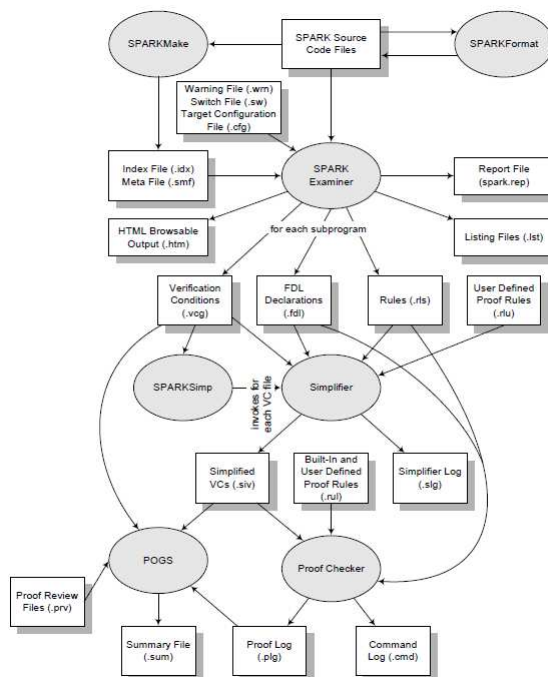 SPARKMake
SPARK Source
Code Files
SPARKFormat
Warning File (.wrn)
Switch File (.sw)
Target Configuration
File (.cfg)
Index File (.idx)
Meta File (.smf)
SPARK
Examiner
Report File
(spark.rep)
HTML Browsable
Output (.htm)
for each subprogram
Listing Files (.lst)
Verification
Conditions
(.vcg)
FDL
Declarations
(.fdl)
Rules (.rls)
User Defined
Proof Rules
(.rlu)
SPARKSimp
invokes for
each VC file
Simplifier
Simplified
VCs (.siv)
Built-In and
User Defined
Proof Rules
(.rul)
Simplifier Log
(.slg)
POGS
Proof Checker
Proof Review
Files (.prv)
Summary File
(.sum)
Proof Log
(.plg)
Command
Log (.cmd)